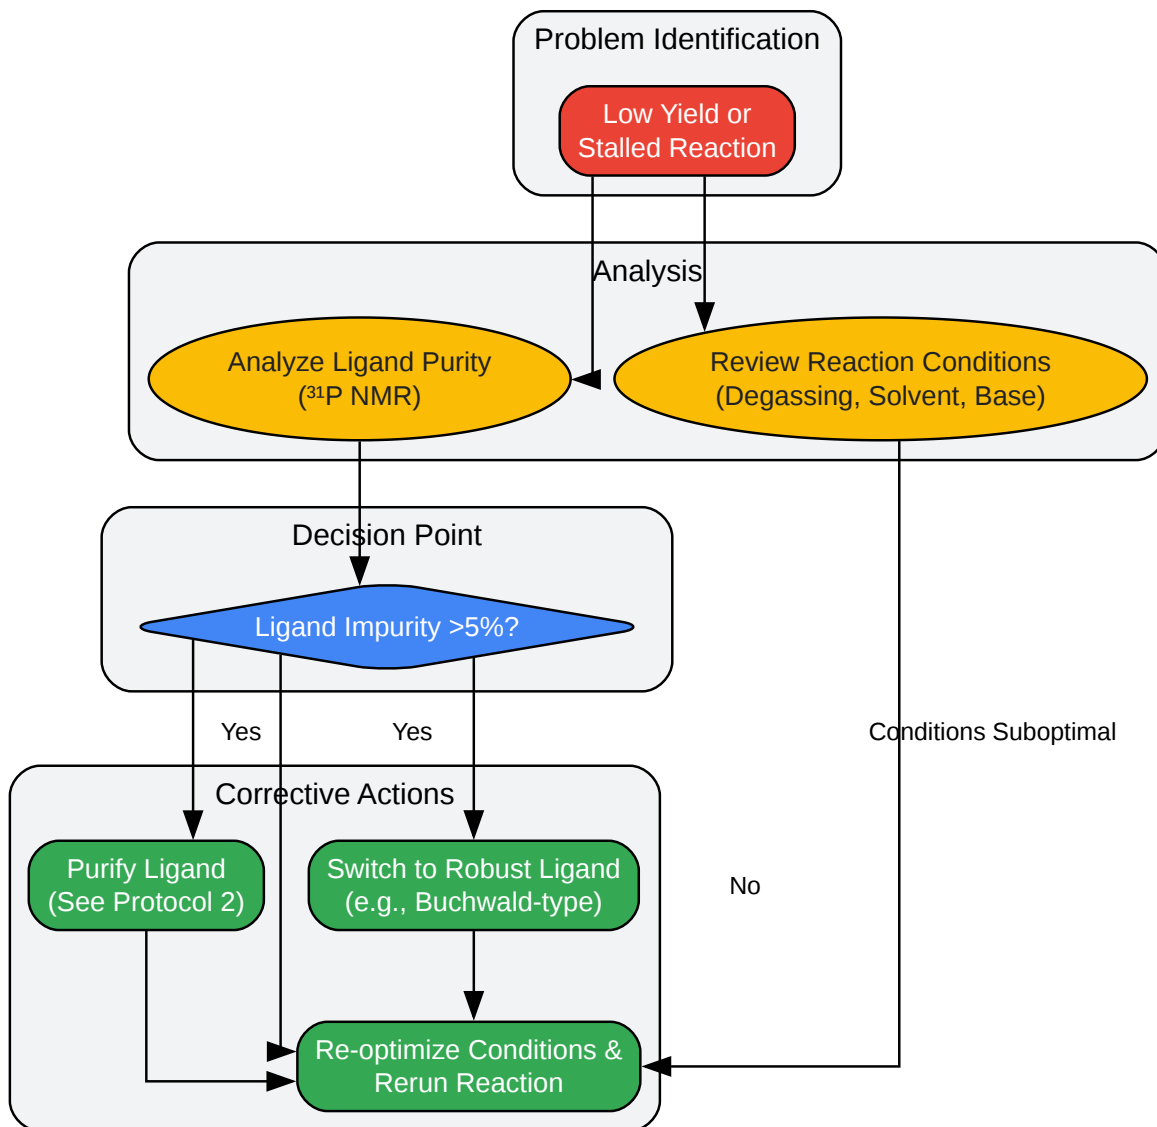 Problem Identification
Low Yield or
Stalled Reaction
Analysis
Analyze Ligand Purity
(³¹P NMR)
Review Reaction Conditions
(Degassing, Solvent, Base)
Decision Point
Ligand Impurity >5%?
Yes
Yes
Conditions Suboptimal
Corrective Actions
Purify Ligand
(See Protocol 2)
Switch to Robust Ligand
(e.g., Buchwald-type)
No
Re-optimize Conditions &
Rerun Reaction